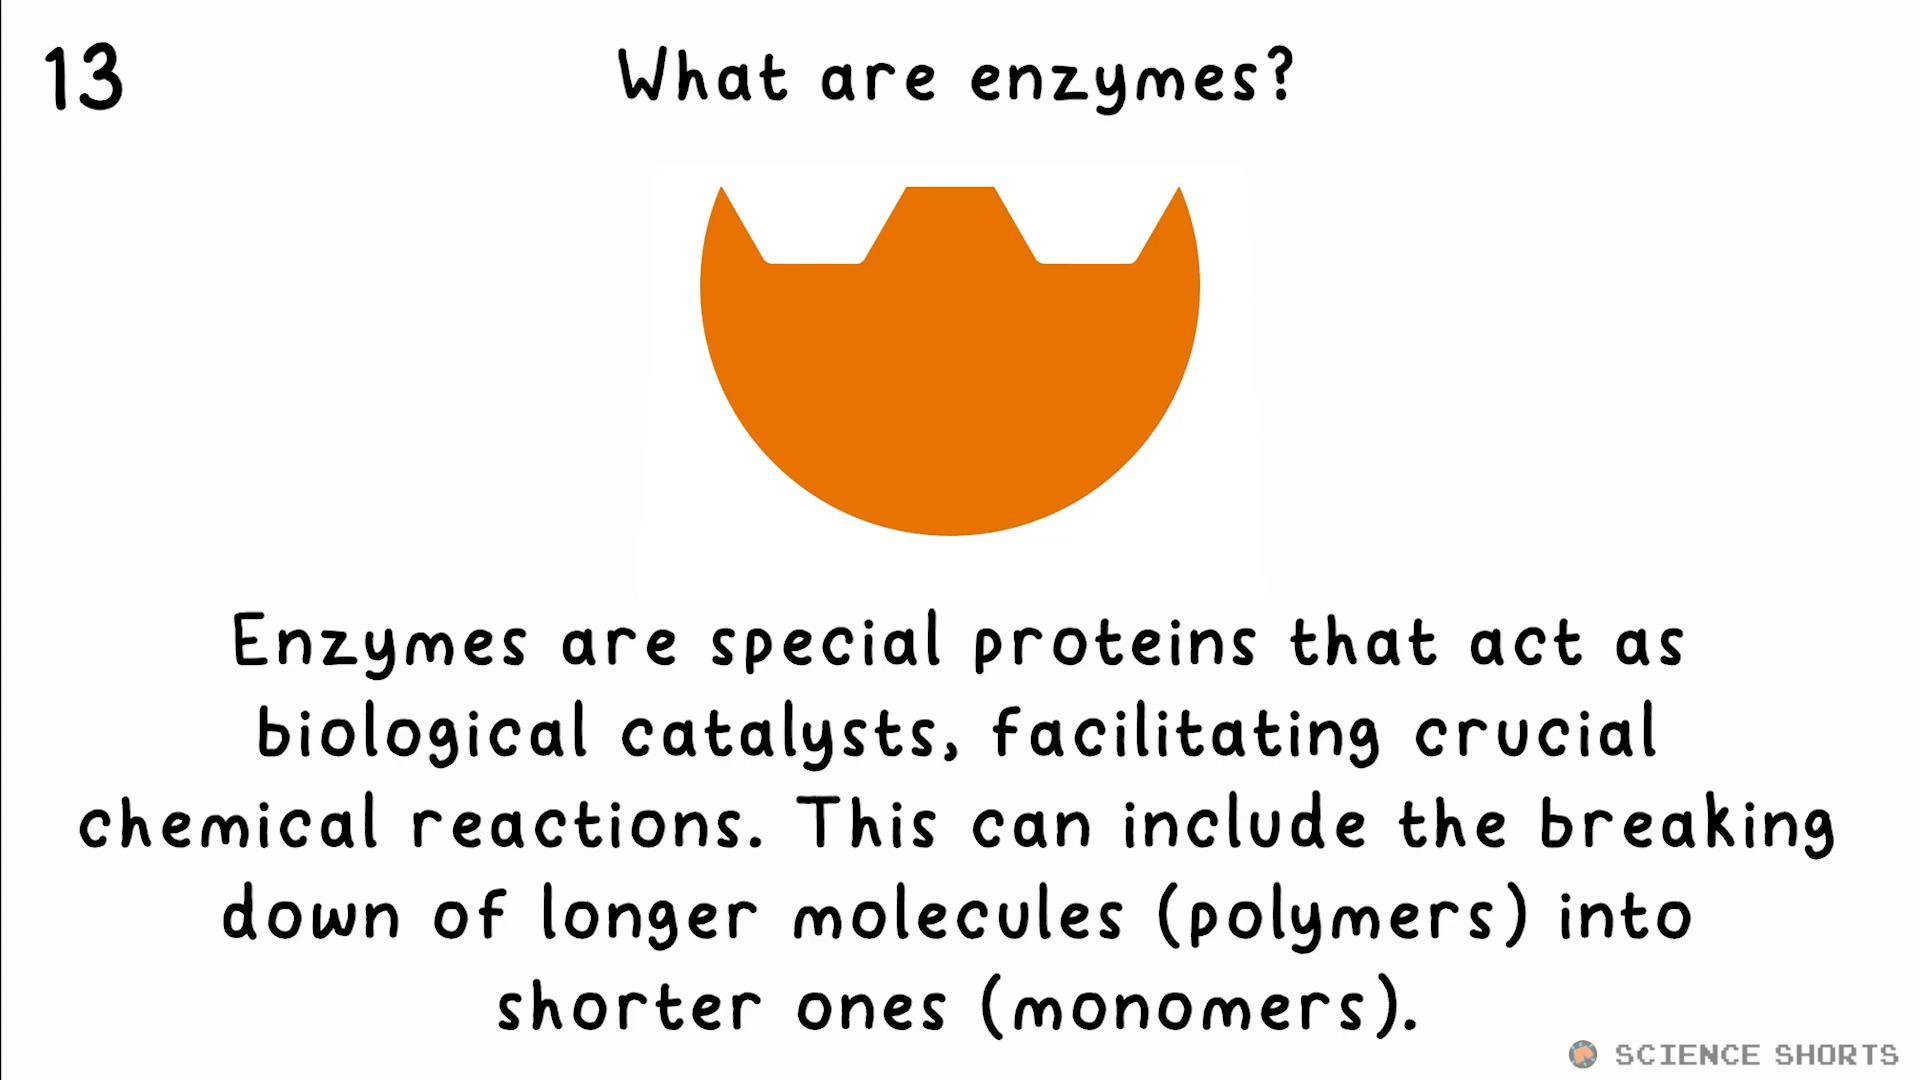 13
What are enzymes?
Enzymes are special proteins that act as
biological catalysts, facilitating crucial
chemical reactions. This can include the breaking
down of longer molecules (polymers) into
shorter ones (monomers).
SCIENCE SHORTS